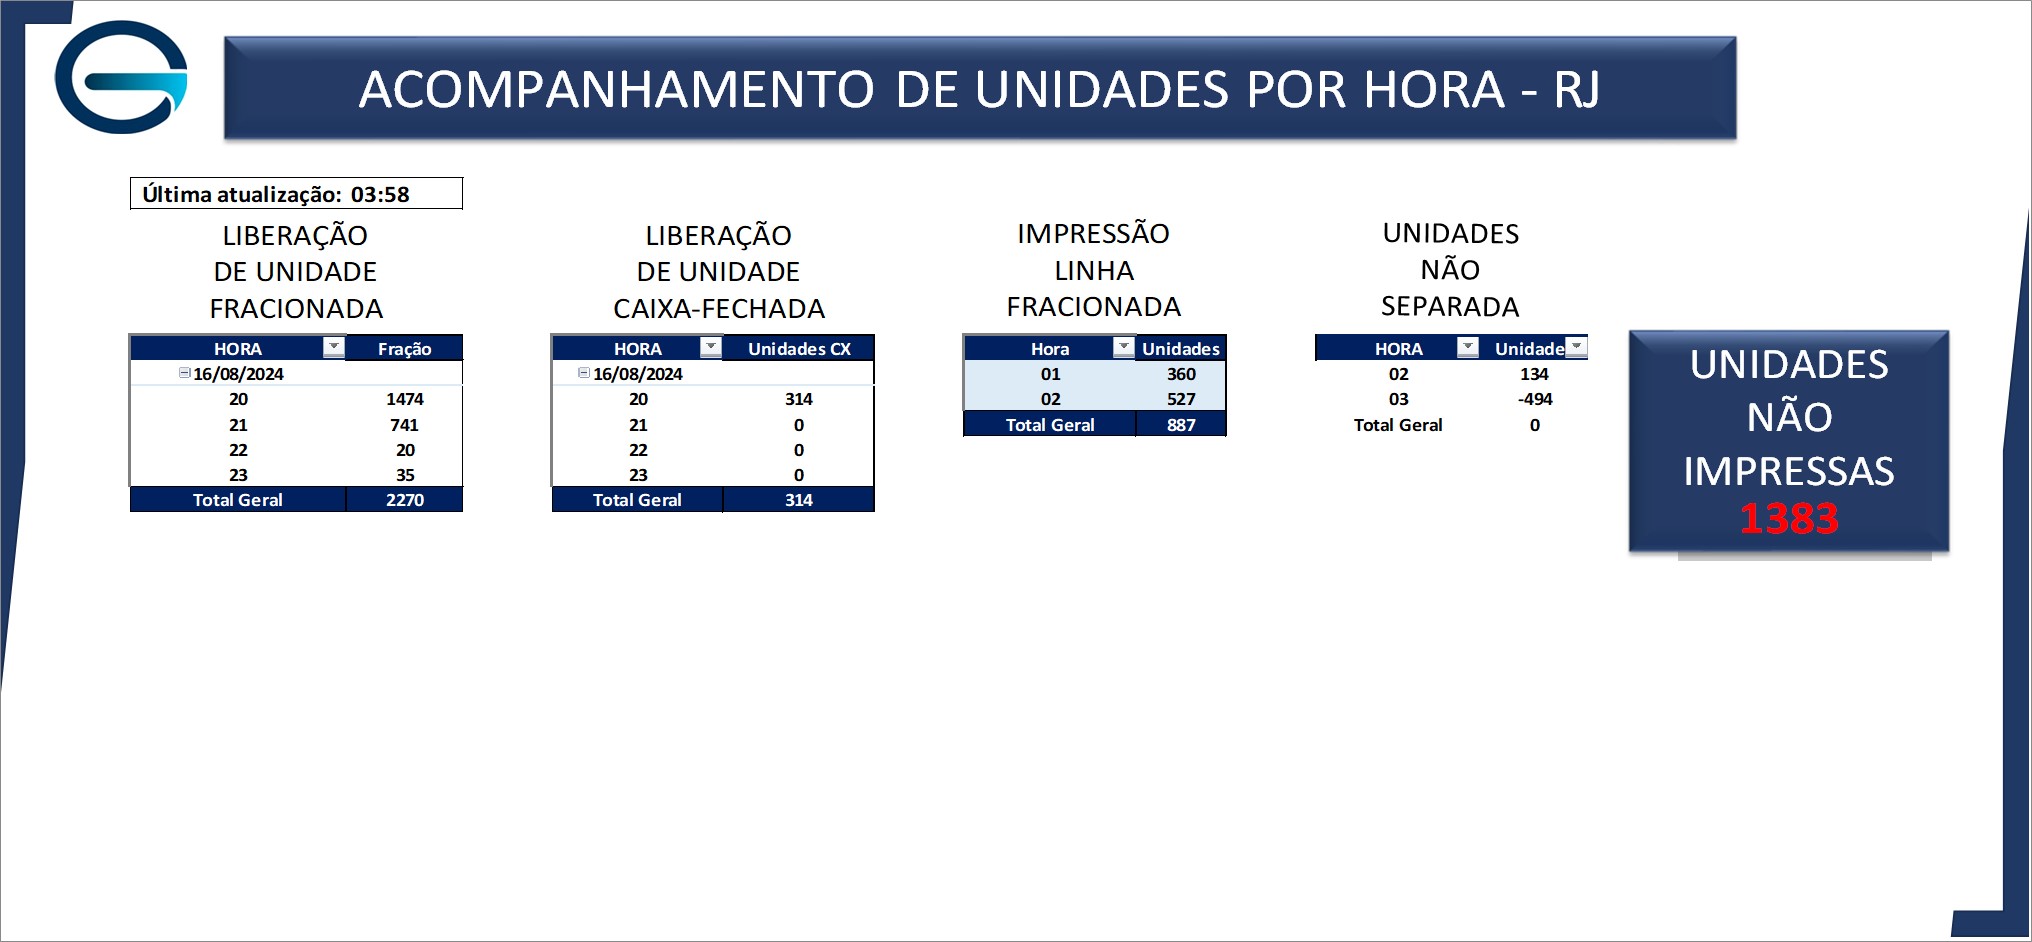 ACOMPANHAMENTO DE UNIDADES POR HORA - RJ
Última atualização: 03:58
LIBERAÇÃO
DE UNIDADE
FRACIONADA
HORA Fração
16/08/2024
20 1474
21 741
22 20
23 35
Total Geral 2270
LIBERAÇÃO
DE UNIDADE
CAIXA-FECHADA
HORA Unidades CX
16/08/2024
20 314
21 0
22 0
23 0
Total Geral 314
IMPRESSÃO
LINHA
FRACIONADA
Hora Unidades
01 360
02 527
Total Geral 887
UNIDADES
NÃO
SEPARADA
HORA Unidade
02 134
03 -494
Total Geral 0
UNIDADES
NÃO
IMPRESSAS
1383